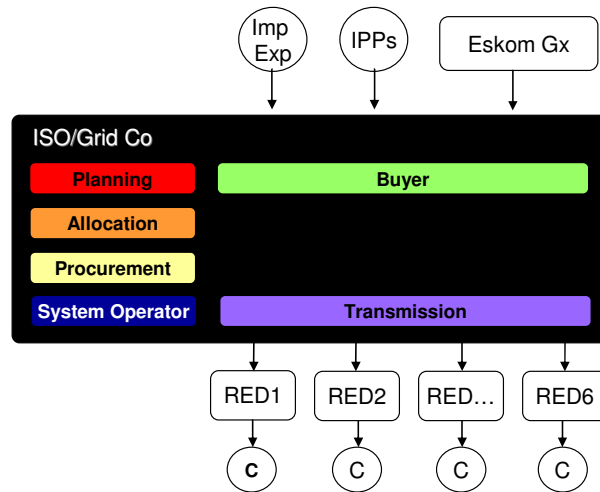 Imp
Exp
IPPs
Eskom Gx
ISO/Grid Co
Planning
Buyer
Allocation
Procurement
System Operator
Transmission
RED1
RED2
RED…
RED6
C
C
C
C